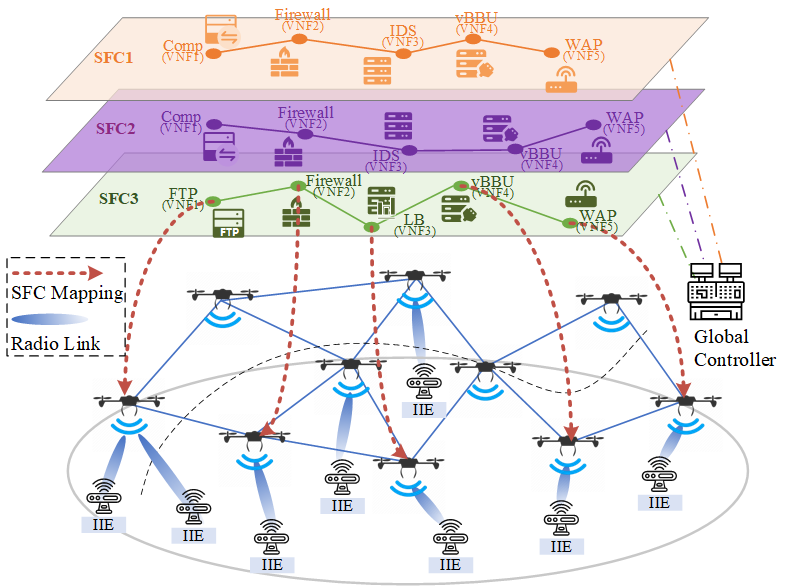 Firewall
(VNF2)
vBBU
(VNF4)
Comp
(VNF1)
IDS
(VNF3)
WAP
(VNF5)
SFC1
Comp
(VNF1)
Firewall
(VNF2)
WAP
(VNF5)
SFC2
IDS
(VNF3)
vBBU
(VNF4)
Firewall
(VNF2)
vBBU
(VNF4)
FTP
(VNF1)
SFC3
FTP
LB
(VNF3)
WAP
(VNF5)
SFC Mapping
Radio Link
Global
Controller
IIE
IIE
IIE
IIE
IIE
IIE
IIE
IIE